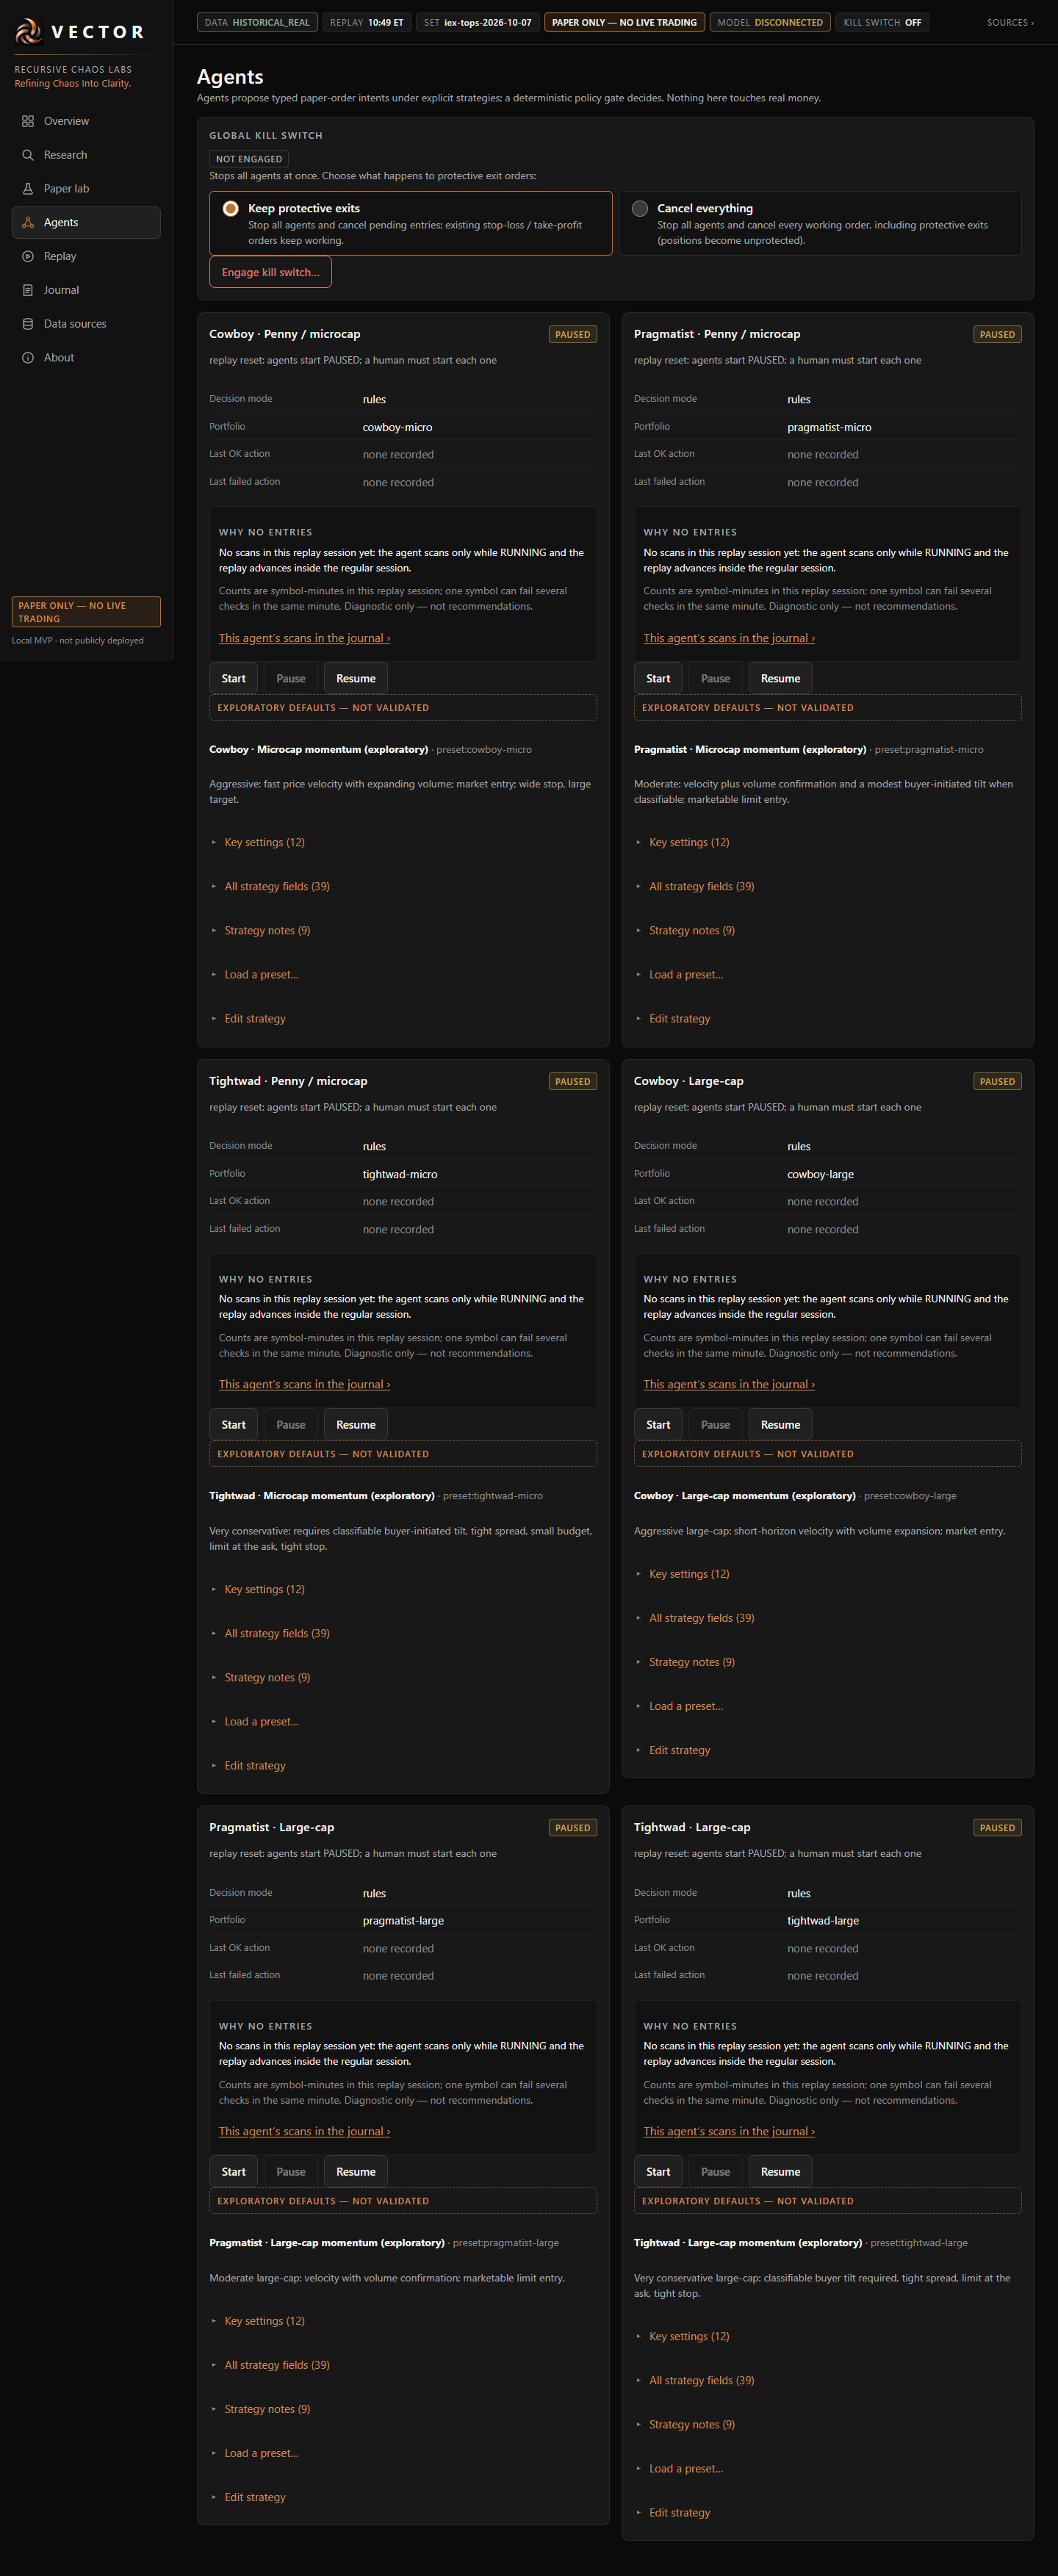 VECTOR
RECURSIVE CHAOS LABS
Refining Chaos Into Clarity.
Overview
Research
Paper lab
Agents
Replay
Journal
Data sources
About
PAPER ONLY — NO LIVE
TRADING
Local MVP · not publicly deployed
DATA HISTORICAL_REAL
REPLAY 10:49 ET
SET iex-tops-2026-10-07
PAPER ONLY — NO LIVE TRADING
MODEL DISCONNECTED
KILL SWITCH OFF
SOURCES ›
Agents
Agents propose typed paper-order intents under explicit strategies; a deterministic policy gate decides. Nothing here touches real money.
GLOBAL KILL SWITCH
NOT ENGAGED
Stops all agents at once. Choose what happens to protective exit orders:
Keep protective exits
Stop all agents and cancel pending entries; existing stop-loss / take-profit
orders keep working.
Cancel everything
Stop all agents and cancel every working order, including protective exits
(positions become unprotected).
Engage kill switch...
Cowboy · Penny / microcap
PAUSED
replay reset: agents start PAUSED; a human must start each one
Decision mode rules
Portfolio cowboy-micro
Last OK action none recorded
Last failed action none recorded
WHY NO ENTRIES
No scans in this replay session yet: the agent scans only while RUNNING and the
replay advances inside the regular session.
Counts are symbol-minutes in this replay session; one symbol can fail several
checks in the same minute. Diagnostic only — not recommendations.
This agent's scans in the journal ›
Start Pause Resume
EXPLORATORY DEFAULTS — NOT VALIDATED
Cowboy · Microcap momentum (exploratory) · preset:cowboy-micro
Aggressive: fast price velocity with expanding volume; market entry; wide stop, large
target.
Key settings (12)
All strategy fields (39)
Strategy notes (9)
Load a preset...
Edit strategy
Pragmatist · Penny / microcap
PAUSED
replay reset: agents start PAUSED; a human must start each one
Decision mode rules
Portfolio pragmatist-micro
Last OK action none recorded
Last failed action none recorded
WHY NO ENTRIES
No scans in this replay session yet: the agent scans only while RUNNING and the
replay advances inside the regular session.
Counts are symbol-minutes in this replay session; one symbol can fail several
checks in the same minute. Diagnostic only — not recommendations.
This agent's scans in the journal ›
Start Pause Resume
EXPLORATORY DEFAULTS — NOT VALIDATED
Pragmatist · Microcap momentum (exploratory) · preset:pragmatist-micro
Moderate: velocity plus volume confirmation and a modest buyer-initiated tilt when
classifiable; marketable limit entry.
Key settings (12)
All strategy fields (39)
Strategy notes (9)
Load a preset...
Edit strategy
Tightwad · Penny / microcap
PAUSED
replay reset: agents start PAUSED; a human must start each one
Decision mode rules
Portfolio tightwad-micro
Last OK action none recorded
Last failed action none recorded
WHY NO ENTRIES
No scans in this replay session yet: the agent scans only while RUNNING and the
replay advances inside the regular session.
Counts are symbol-minutes in this replay session; one symbol can fail several
checks in the same minute. Diagnostic only — not recommendations.
This agent's scans in the journal ›
Start Pause Resume
EXPLORATORY DEFAULTS — NOT VALIDATED
Tightwad · Microcap momentum (exploratory) · preset:tightwad-micro
Very conservative: requires classifiable buyer-initiated tilt, tight spread, small budget,
limit at the ask, tight stop.
Key settings (12)
All strategy fields (39)
Strategy notes (9)
Load a preset...
Edit strategy
Cowboy · Large-cap
PAUSED
replay reset: agents start PAUSED; a human must start each one
Decision mode rules
Portfolio cowboy-large
Last OK action none recorded
Last failed action none recorded
WHY NO ENTRIES
No scans in this replay session yet: the agent scans only while RUNNING and the
replay advances inside the regular session.
Counts are symbol-minutes in this replay session; one symbol can fail several
checks in the same minute. Diagnostic only — not recommendations.
This agent's scans in the journal ›
Start Pause Resume
EXPLORATORY DEFAULTS — NOT VALIDATED
Cowboy · Large-cap momentum (exploratory) · preset:cowboy-large
Aggressive large-cap: short-horizon velocity with volume expansion; market entry.
Key settings (12)
All strategy fields (39)
Strategy notes (9)
Load a preset...
Edit strategy
Pragmatist · Large-cap
PAUSED
replay reset: agents start PAUSED; a human must start each one
Decision mode rules
Portfolio pragmatist-large
Last OK action none recorded
Last failed action none recorded
WHY NO ENTRIES
No scans in this replay session yet: the agent scans only while RUNNING and the
replay advances inside the regular session.
Counts are symbol-minutes in this replay session; one symbol can fail several
checks in the same minute. Diagnostic only — not recommendations.
This agent's scans in the journal ›
Start Pause Resume
EXPLORATORY DEFAULTS — NOT VALIDATED
Pragmatist · Large-cap momentum (exploratory) · preset:pragmatist-large
Moderate large-cap: velocity with volume confirmation; marketable limit entry.
Key settings (12)
All strategy fields (39)
Strategy notes (9)
Load a preset...
Edit strategy
Tightwad · Large-cap
PAUSED
replay reset: agents start PAUSED; a human must start each one
Decision mode rules
Portfolio tightwad-large
Last OK action none recorded
Last failed action none recorded
WHY NO ENTRIES
No scans in this replay session yet: the agent scans only while RUNNING and the
replay advances inside the regular session.
Counts are symbol-minutes in this replay session; one symbol can fail several
checks in the same minute. Diagnostic only — not recommendations.
This agent's scans in the journal ›
Start Pause Resume
EXPLORATORY DEFAULTS — NOT VALIDATED
Tightwad · Large-cap momentum (exploratory) · preset:tightwad-large
Very conservative large-cap: classifiable buyer tilt required, tight spread, limit at the
ask, tight stop.
Key settings (12)
All strategy fields (39)
Strategy notes (9)
Load a preset...
Edit strategy